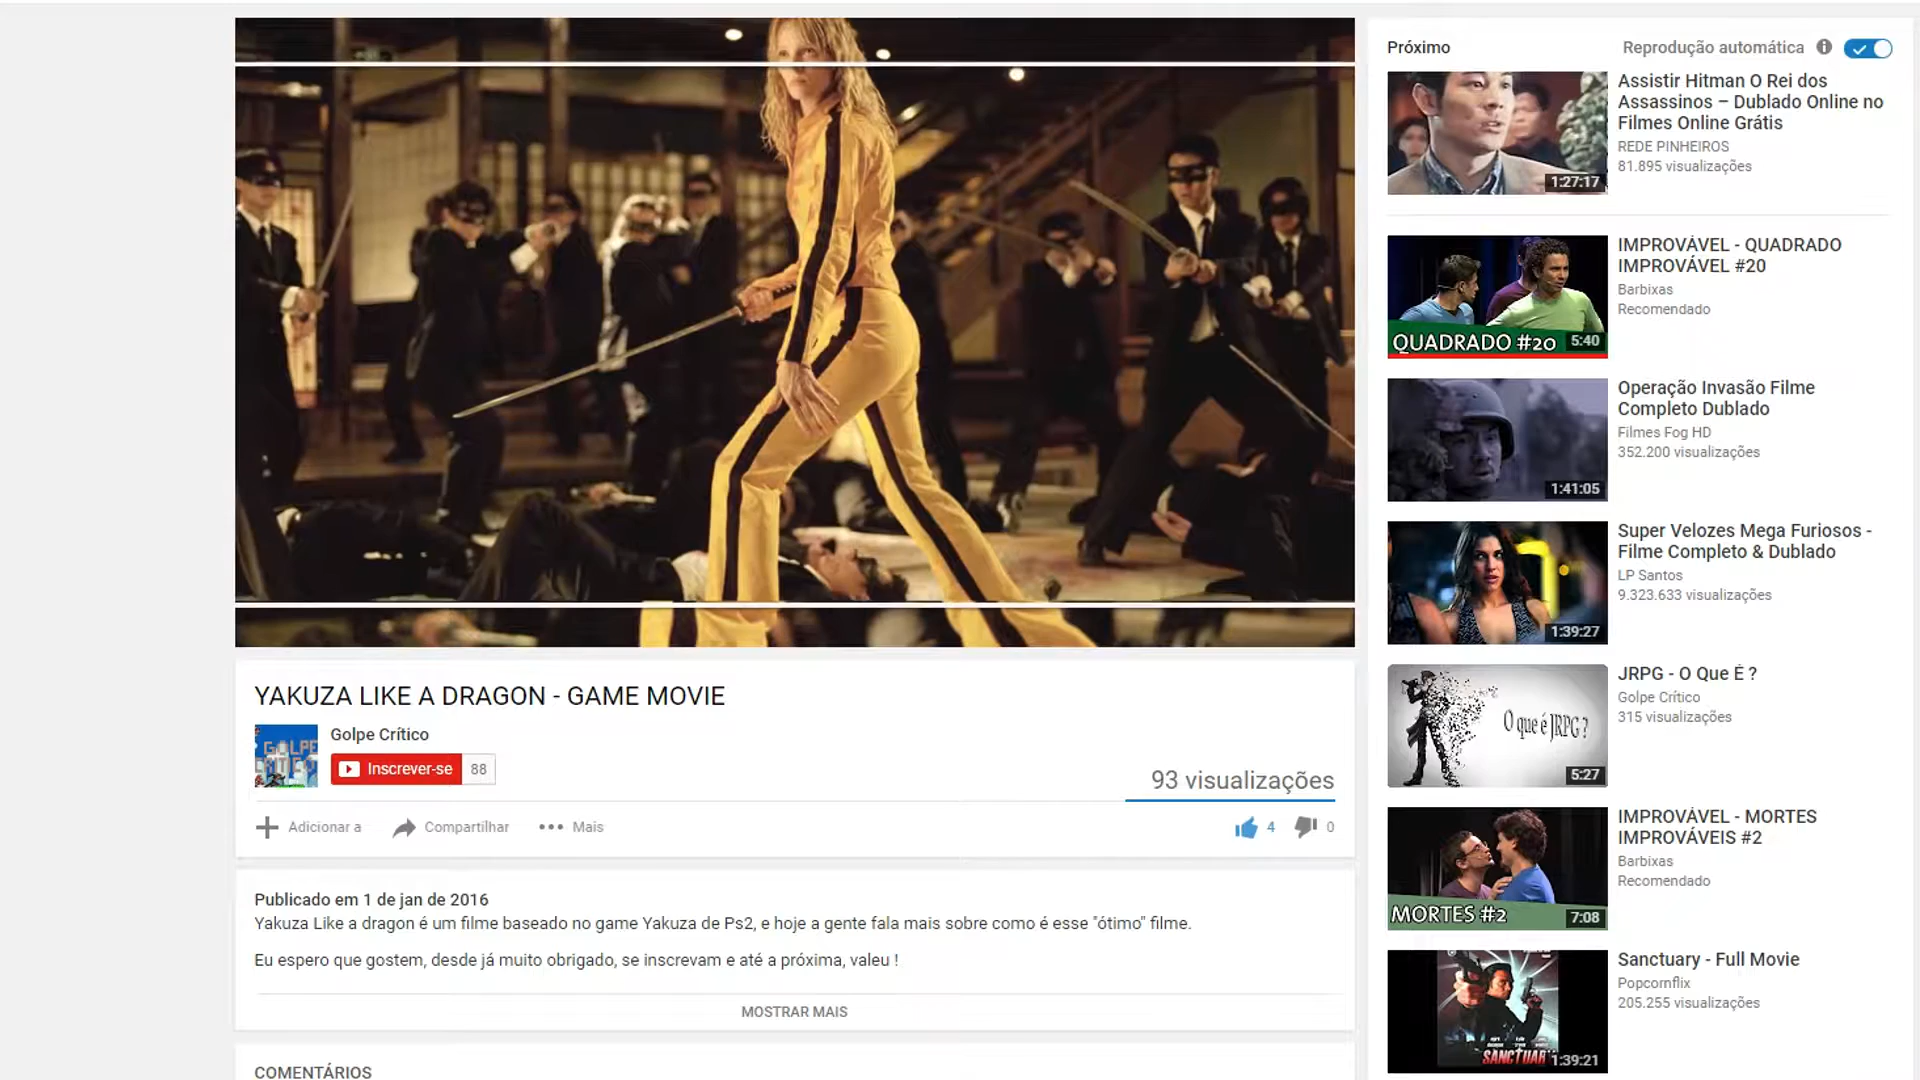 YAKUZA LIKE A DRAGON - GAME MOVIE
GOLPE
Golpe Crítico
Inscrever-se 88
93 visualizações
Adicionar a Compartilhar Mais 4 0
Publicado em 1 de jan de 2016
Yakuza Like a dragon é um filme baseado no game Yakuza de Ps2, e hoje a gente fala mais sobre como é esse "ótimo" filme.
Eu espero que gostem, desde já muito obrigado, se inscrevam e até a próxima, valeu !
MOSTRAR MAIS
COMENTÁRIOS
Próximo Reprodução automática
1:27:17
Assistir Hitman O Rei dos
Assassinos – Dublado Online no
Filmes Online Grátis
REDE PINHEIROS
81.895 visualizações
QUADRADO #20 5:40
IMPROVÁVEL - QUADRADO
IMPROVÁVEL #20
Barbixas
Recomendado
1:41:05
Operação Invasão Filme
Completo Dublado
Filmes Fog HD
352.200 visualizações
1:39:27
Super Velozes Mega Furiosos -
Filme Completo & Dublado
LP Santos
9.323.633 visualizações
O que é JRPG ?
5:27
JRPG - O Que É ?
Golpe Crítico
315 visualizações
MORTES #2 7:08
IMPROVÁVEL - MORTES
IMPROVÁVEIS #2
Barbixas
Recomendado
SANCTUARY 1:39:21
Sanctuary - Full Movie
Popcornflix
205.255 visualizações